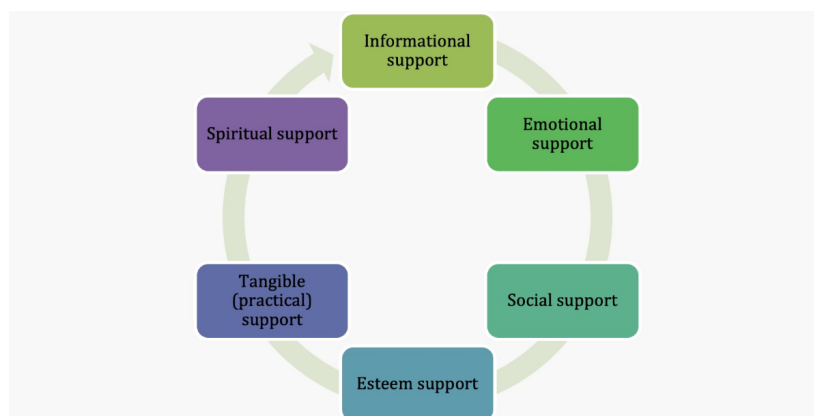 Informational
support
Emotional
support
Social support
Esteem support
Tangible
(practical)
support
Spiritual support